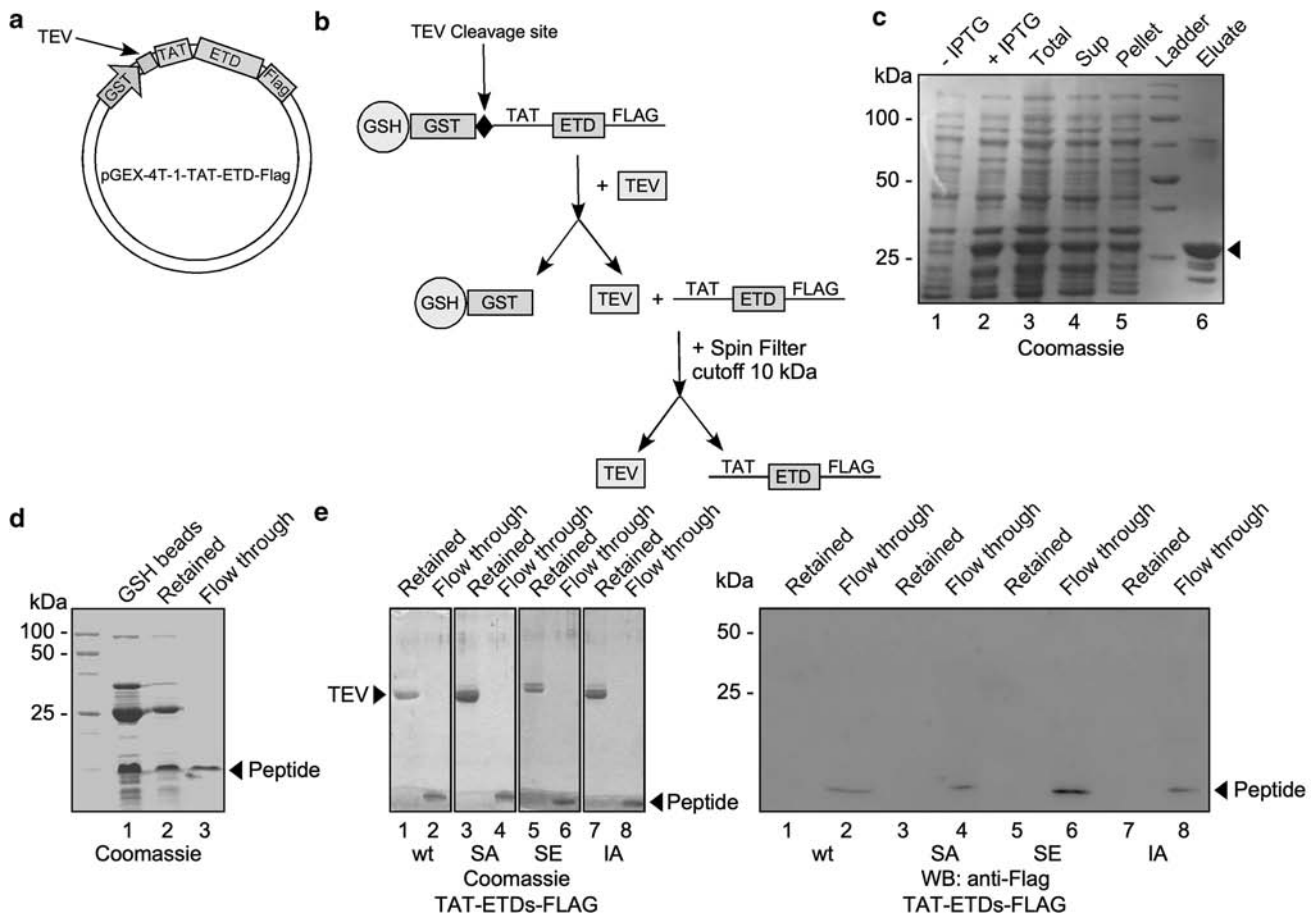 a
TEV
GST
TAT
ETD
Flag
pGEX-4T-1-TAT-ETD-Flag
b
TEV Cleavage site
GSH GST TAT ETD FLAG
+ TEV
GSH GST TEV + TAT ETD FLAG
+ Spin Filter
cutoff 10 kDa
TEV TAT ETD FLAG
c
- IPTG + IPTG Total Sup Pellet Ladder Eluate
kDa
100 -
50 -
25 -
1 2 3 4 5 6
Coomassie
d
GSH beads Retained Flow through
kDa
100 -
50 -
25 -
Peptide
1 2 3
Coomassie
e
Retained Flow through Retained Flow through Retained Flow through Retained Flow through
TEV
Peptide
1 2 3 4 5 6 7 8
wt SA SE IA
Coomassie
TAT-ETDs-FLAG
Retained Flow through Retained Flow through Retained Flow through Retained Flow through
kDa
50 -
25 -
Peptide
1 2 3 4 5 6 7 8
wt SA SE IA
WB: anti-Flag
TAT-ETDs-FLAG